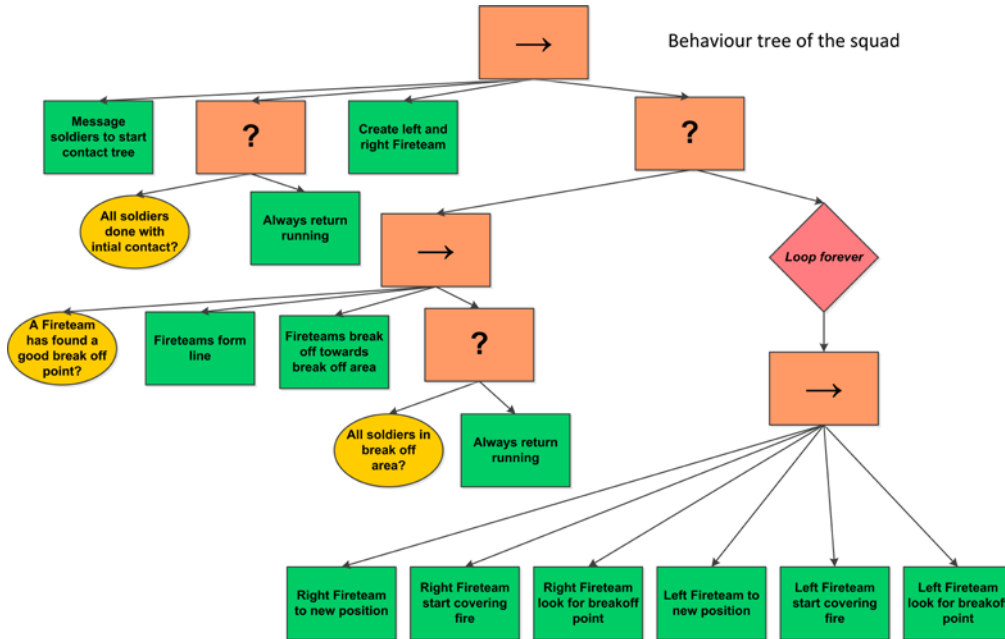 →
Behaviour tree of the squad
Message
soldiers to start
contact tree
?
Create left and
right Fireteam
?
All soldiers
done with
intial contact?
Always return
running
→
Loop forever
A Fireteam
has found a
good break off
point?
Fireteams form
line
Fireteams break
off towards
break off area
?
→
All soldiers in
break off
area?
Always return
running
Right Fireteam
to new position
Right Fireteam
start covering
fire
Right Fireteam
look for breakoff
point
Left Fireteam to
new position
Left Fireteam
start covering
fire
Left Fireteam
look for breakoff
point